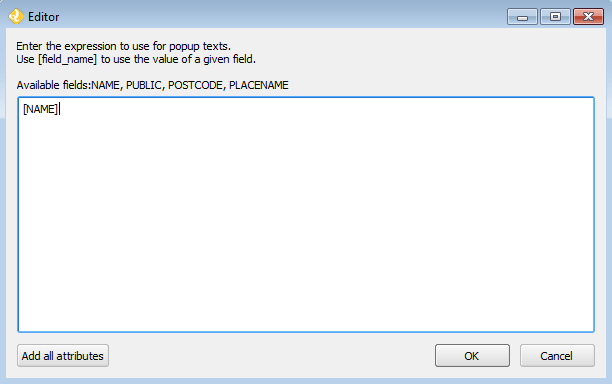 Editor
Enter the expression to use for popup texts.
Use [field_name] to use the value of a given field.
Available fields:NAME, PUBLIC, POSTCODE, PLACENAME
[NAME]
Add all attributes
OK
Cancel